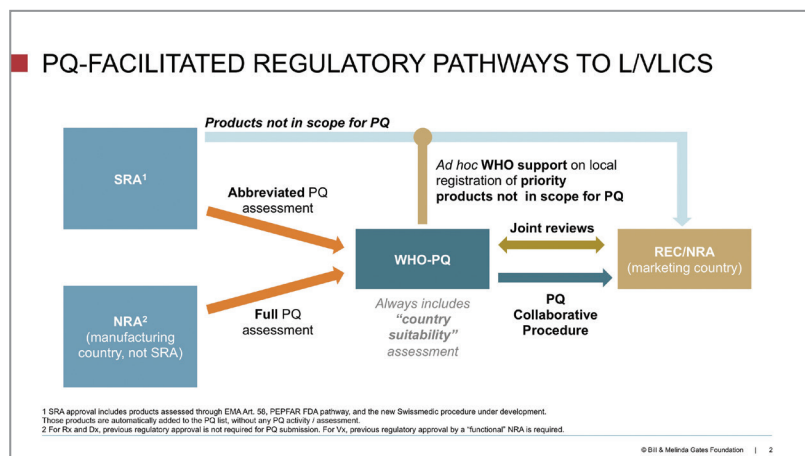 PQ-FACILITATED REGULATORY PATHWAYS TO L/VLICS
Products not in scope for PQ
SRA1
Abbreviated PQ
assessment
Ad hoc WHO support on local
registration of priority
products not in scope for PQ
WHO-PQ
Joint reviews
REC/NRA
(marketing country)
NRA2
(manufacturing
country, not SRA)
Full PQ
assessment
Always includes
“country
suitability”
assessment
PQ
Collaborative
Procedure
1 SRA approval includes products assessed through EMA Art. 58, PEPFAR FDA pathway, and the new Swissmedic procedure under development.
Those products are automatically added to the PQ list, without any PQ activity / assessment.
2 For Rx and Dx, previous regulatory approval is not required for PQ submission. For Vx, previous regulatory approval by a “functional” NRA is required.
© Bill & Melinda Gates Foundation | 2